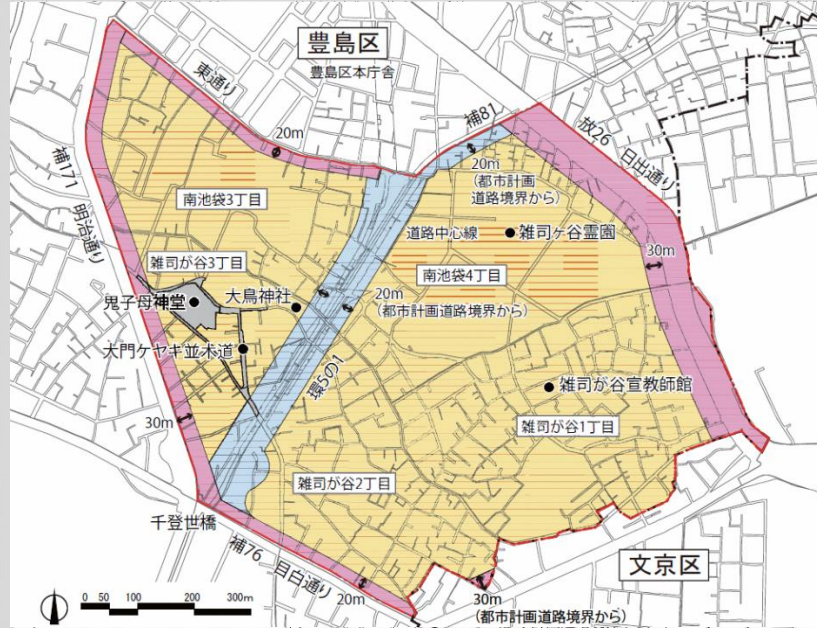 豊島区
豊島区本庁舎
東通り
20m
補81
放26 日出通り
20m
(都市計画
道路境界から)
補171 明治通り
南池袋3丁目
道路中心線
雑司ヶ谷霊園
30m
雑司が谷3丁目
南池袋4丁目
鬼子母神堂
大鳥神社
20m
(都市計画道路境界から)
大門ケヤキ並木道
環5の1
雑司が谷宣教師館
30m
雑司が谷1丁目
雑司が谷2丁目
千登世橋
補76 目白通り
文京区
20m
30m
(都市計画道路境界から)
0 50 100 200 300m